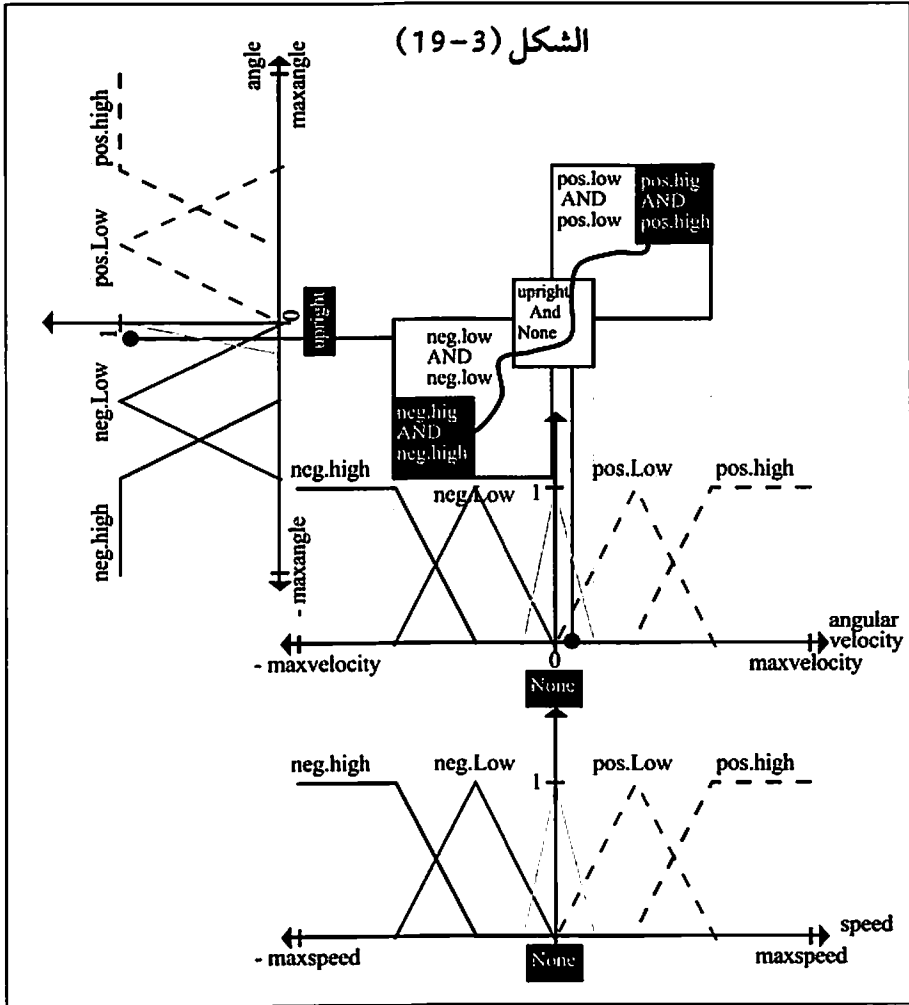 الشكل (3-19)
angle
maxangle
pos.high
pos.Low
0
1
upright
neg.Low
neg.high
- maxangle
pos.low
AND
pos.low
pos.hig
AND
pos.high
upright
And
None
neg.low
AND
neg.low
neg.hig
AND
neg.high
neg.high
neg.Low
1
pos.Low
pos.high
angular
velocity
- maxvelocity
0
maxvelocity
None
neg.high
neg.Low
1
pos.Low
pos.high
speed
- maxspeed
None
maxspeed